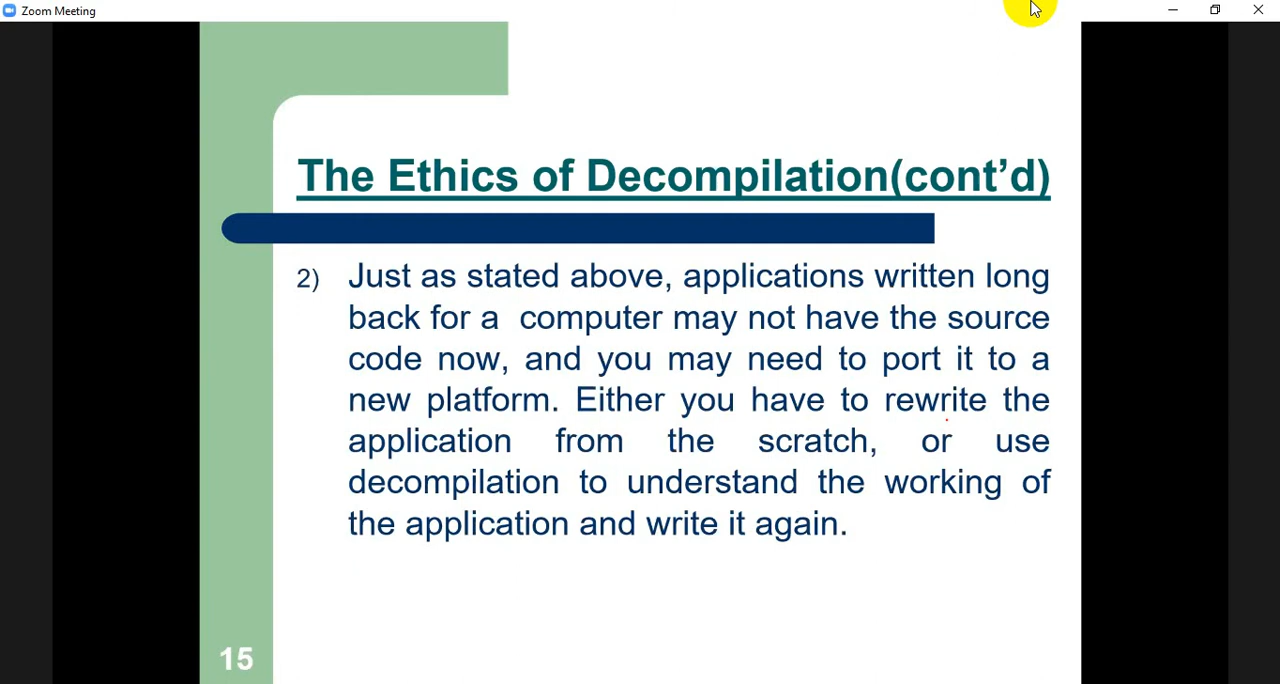 Zoom Meeting
The Ethics of Decompilation(cont’d)
2) Just as stated above, applications written long
back for a computer may not have the source
code now, and you may need to port it to a
new platform. Either you have to rewrite the
application from the scratch, or use
decompilation to understand the working of
the application and write it again.
15